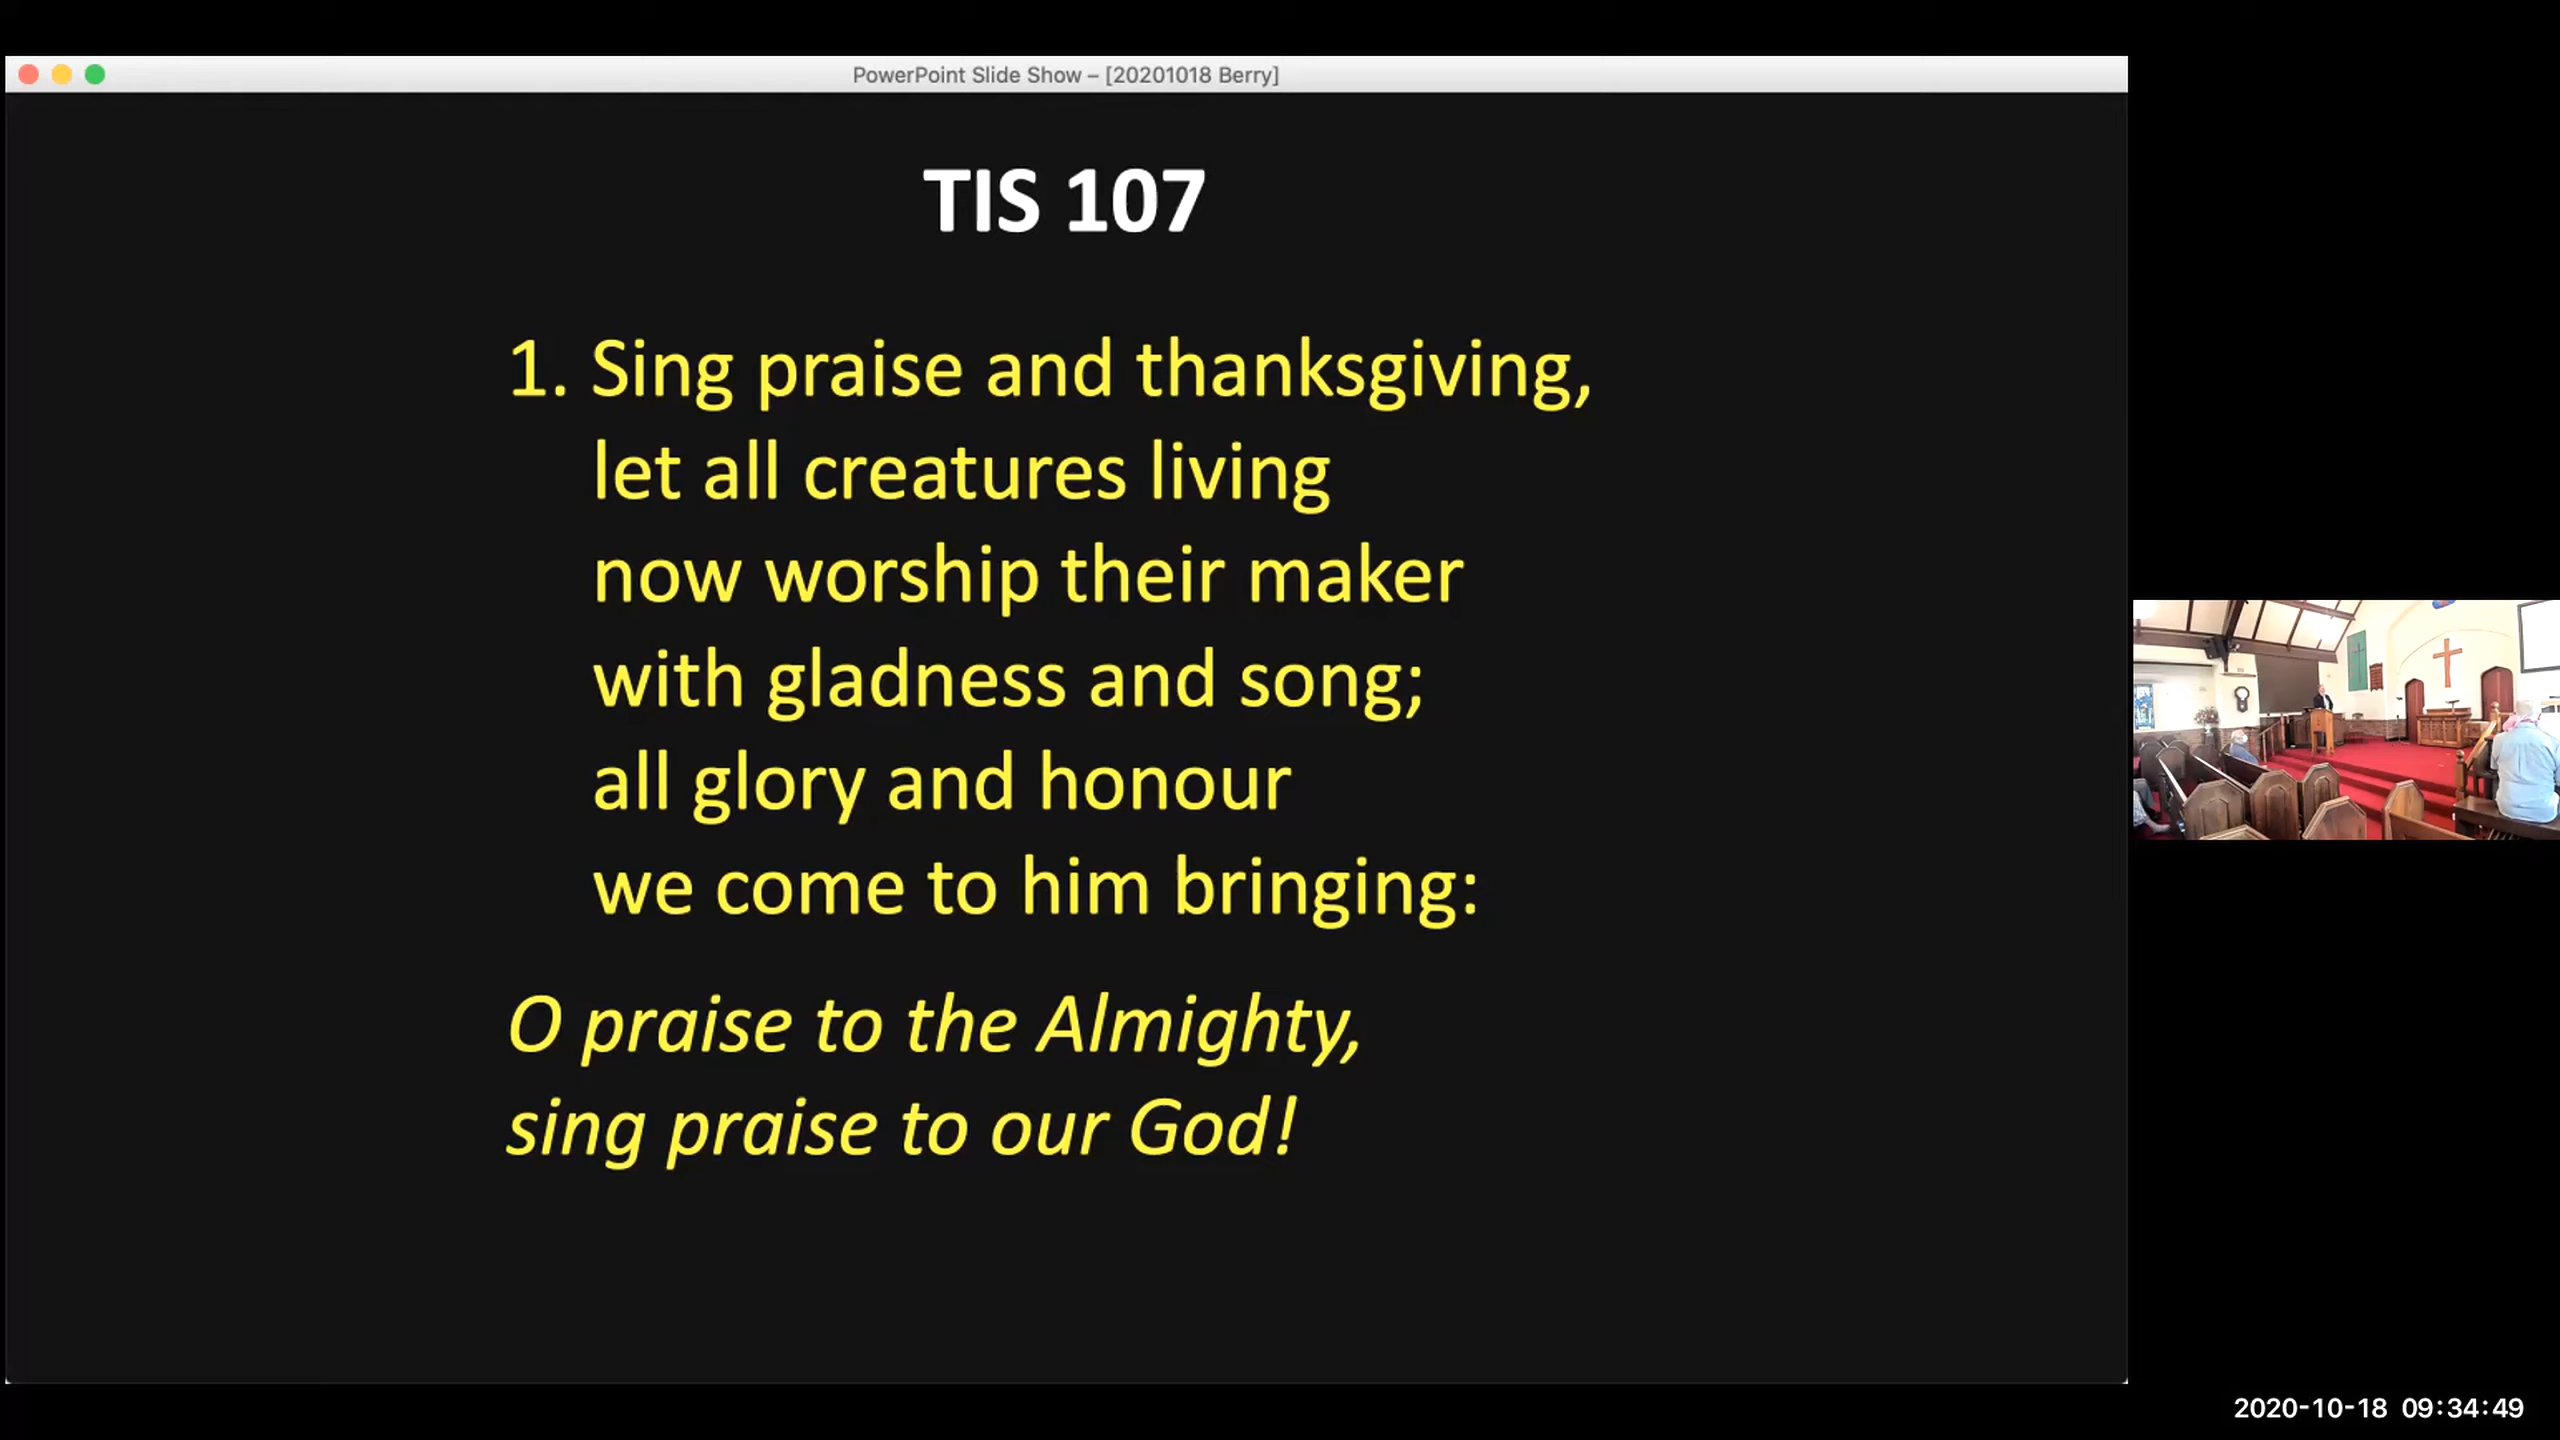 PowerPoint Slide Show – [20201018 Berry]
TIS 107
1. Sing praise and thanksgiving,
let all creatures living
now worship their maker
with gladness and song;
all glory and honour
we come to him bringing:
O praise to the Almighty,
sing praise to our God!
2020-10-18 09:34:49